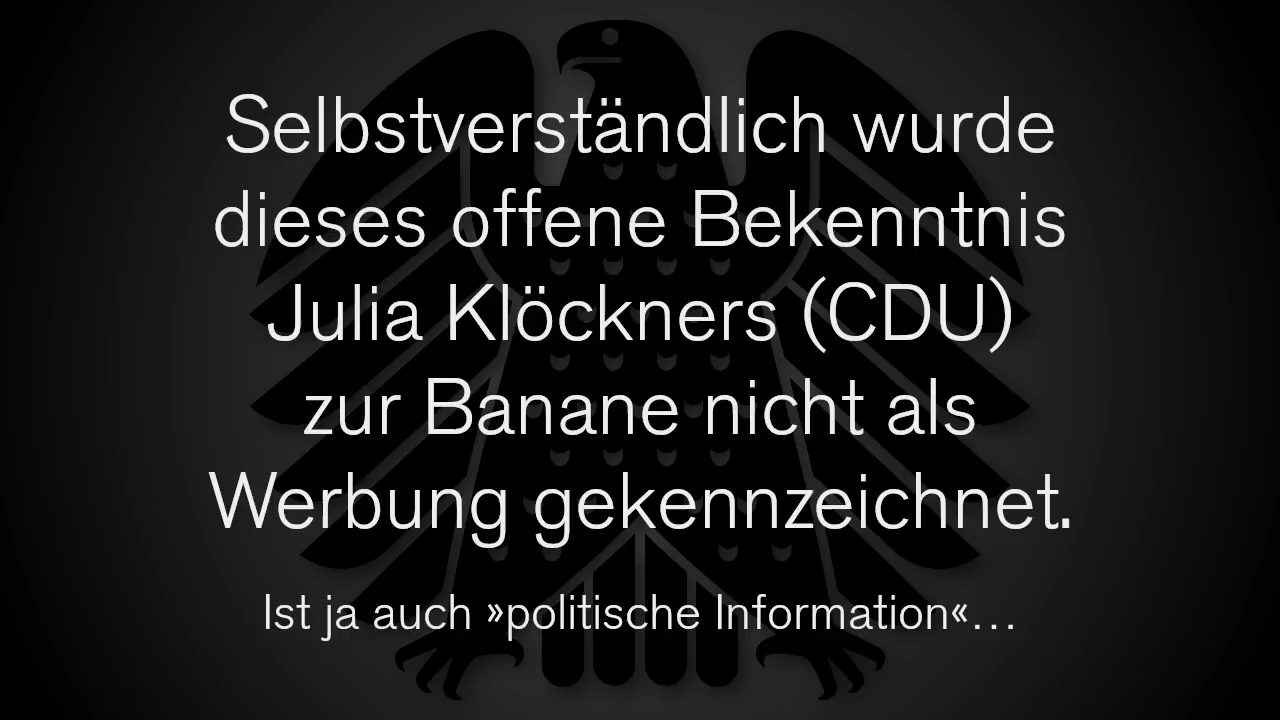 Selbstverständlich wurde
dieses offene Bekenntnis
Julia Klöckners (CDU)
zur Banane nicht als
Werbung gekennzeichnet.
Ist ja auch »politische Information«…